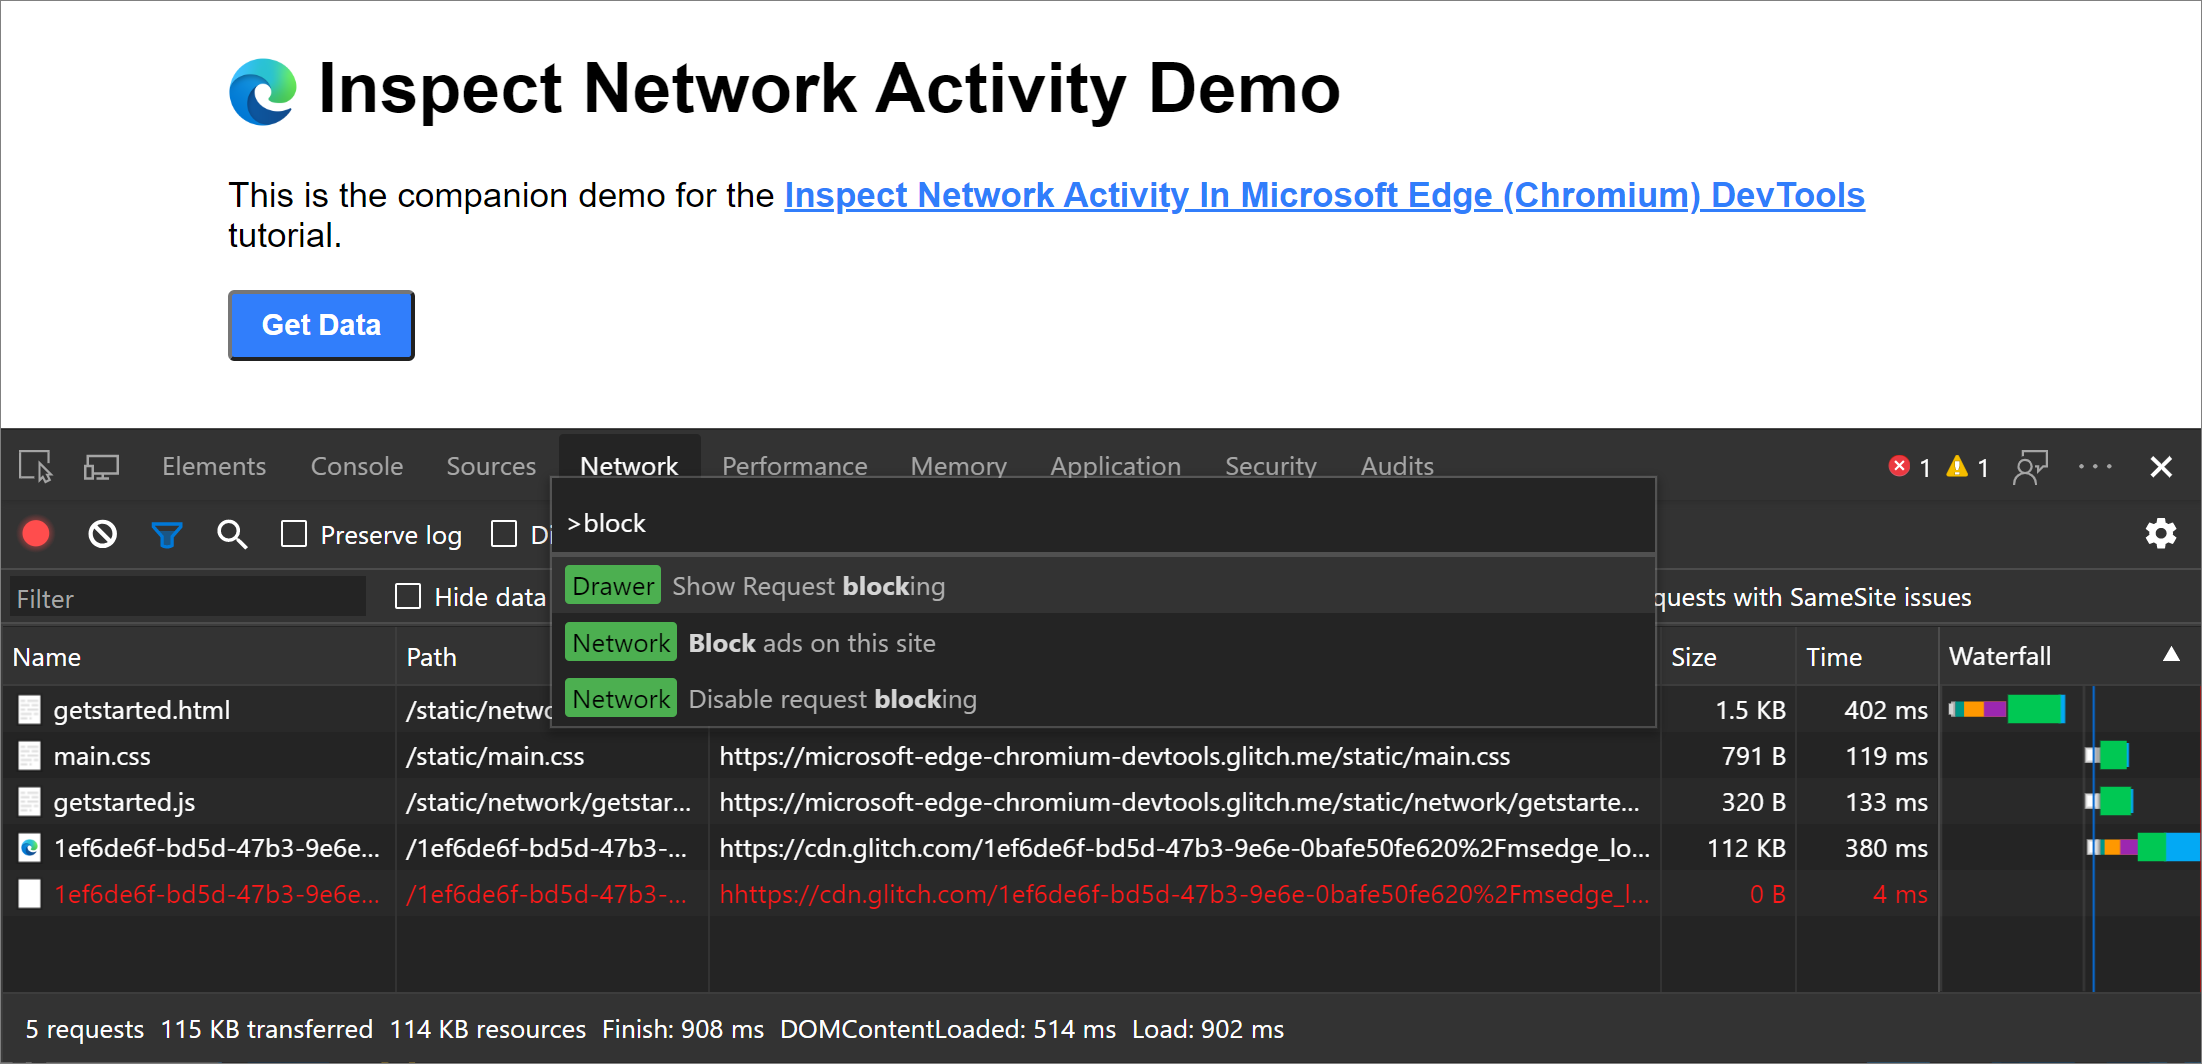 Inspect Network Activity Demo
This is the companion demo for the Inspect Network Activity In Microsoft Edge (Chromium) DevTools
tutorial.
Get Data
Elements Console Sources Network Performance Memory Application Security Audits 1 1 ···
Preserve log Di
>block
Filter Hide data quests with SameSite issues
Drawer Show Request blocking
Network Block ads on this site
Network Disable request blocking
Name Path Size Time Waterfall
getstarted.html /static/netwo 1.5 KB 402 ms
main.css /static/main.css https://microsoft-edge-chromium-devtools.glitch.me/static/main.css 791 B 119 ms
getstarted.js /static/network/getstar... https://microsoft-edge-chromium-devtools.glitch.me/static/network/getstarte... 320 B 133 ms
1ef6de6f-bd5d-47b3-9e6e... /1ef6de6f-bd5d-47b3-... https://cdn.glitch.com/1ef6de6f-bd5d-47b3-9e6e-0bafe50fe620%2Fmsedge_lo... 112 KB 380 ms
1ef6de6f-bd5d-47b3-9e6e... /1ef6de6f-bd5d-47b3-... hhttps://cdn.glitch.com/1ef6de6f-bd5d-47b3-9e6e-0bafe50fe620%2Fmsedge_l... 0 B 4 ms
5 requests 115 KB transferred 114 KB resources Finish: 908 ms DOMContentLoaded: 514 ms Load: 902 ms